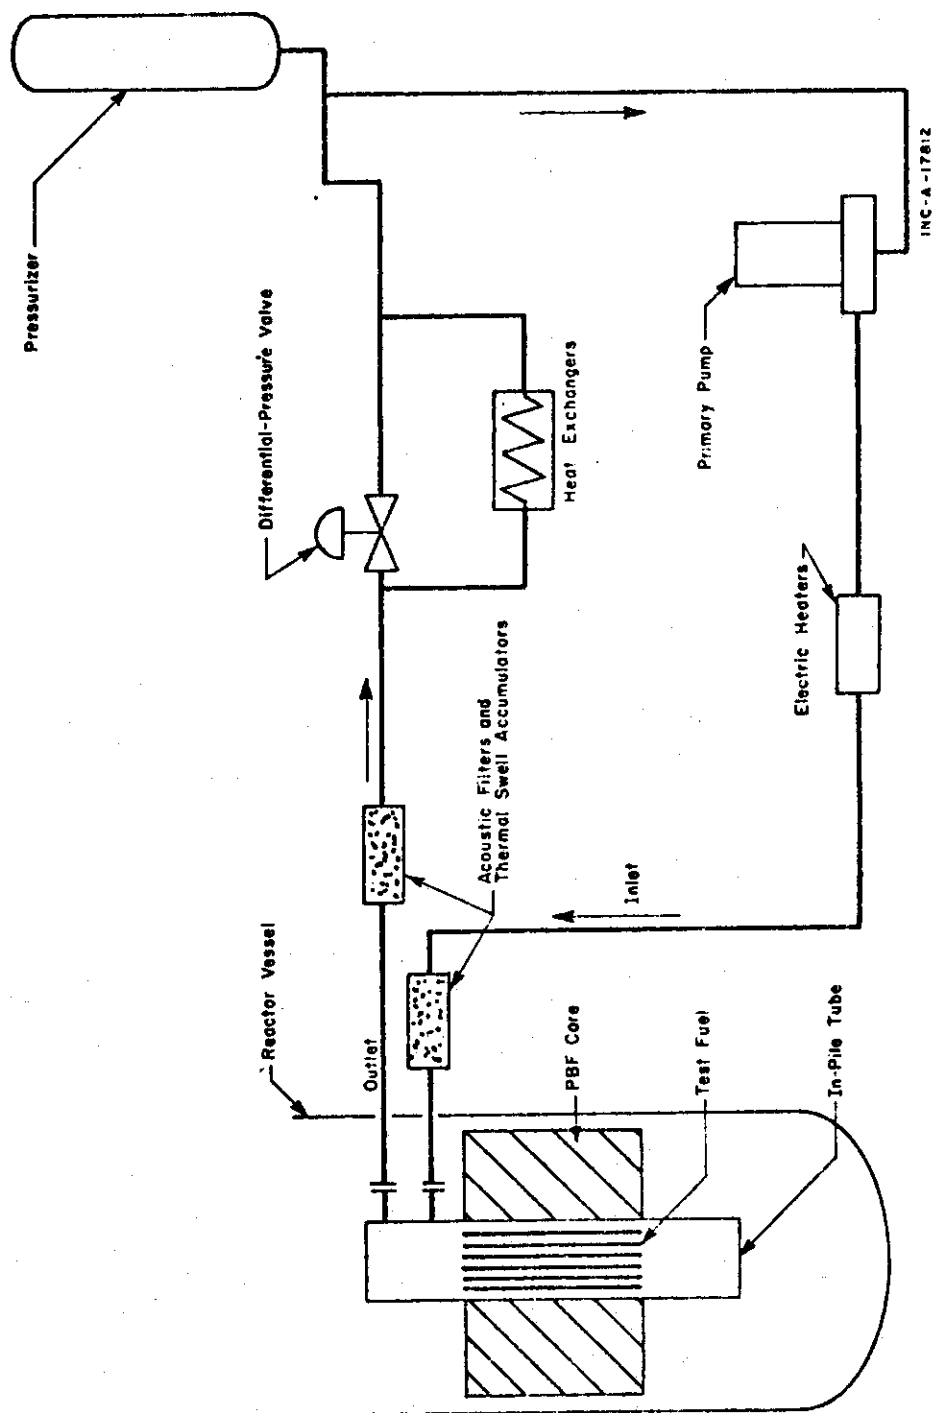 Pressurizer
Differential-Pressure Valve
Heat Exchangers
Primary Pump
Electric Heaters
Acoustic Filters and
Thermal Swell Accumulators
Inlet
Reactor Vessel
Outlet
PBF Core
Test Fuel
In-Pile Tube
INC-A-17812